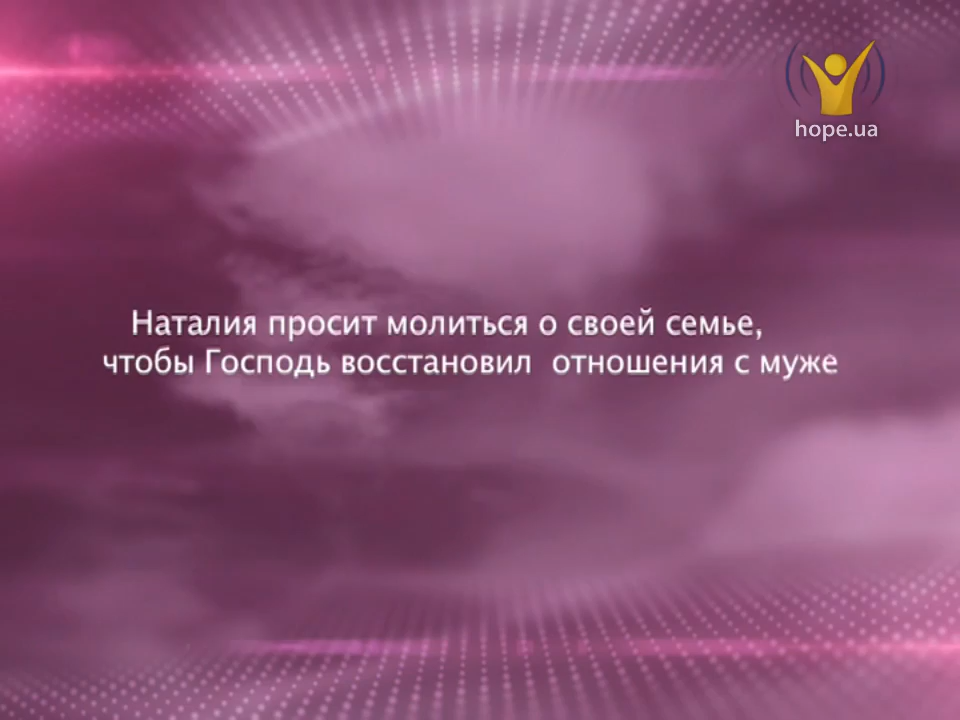 hope.ua
Наталия просит молиться о своей семье,
чтобы Господь восстановил отношения с муже